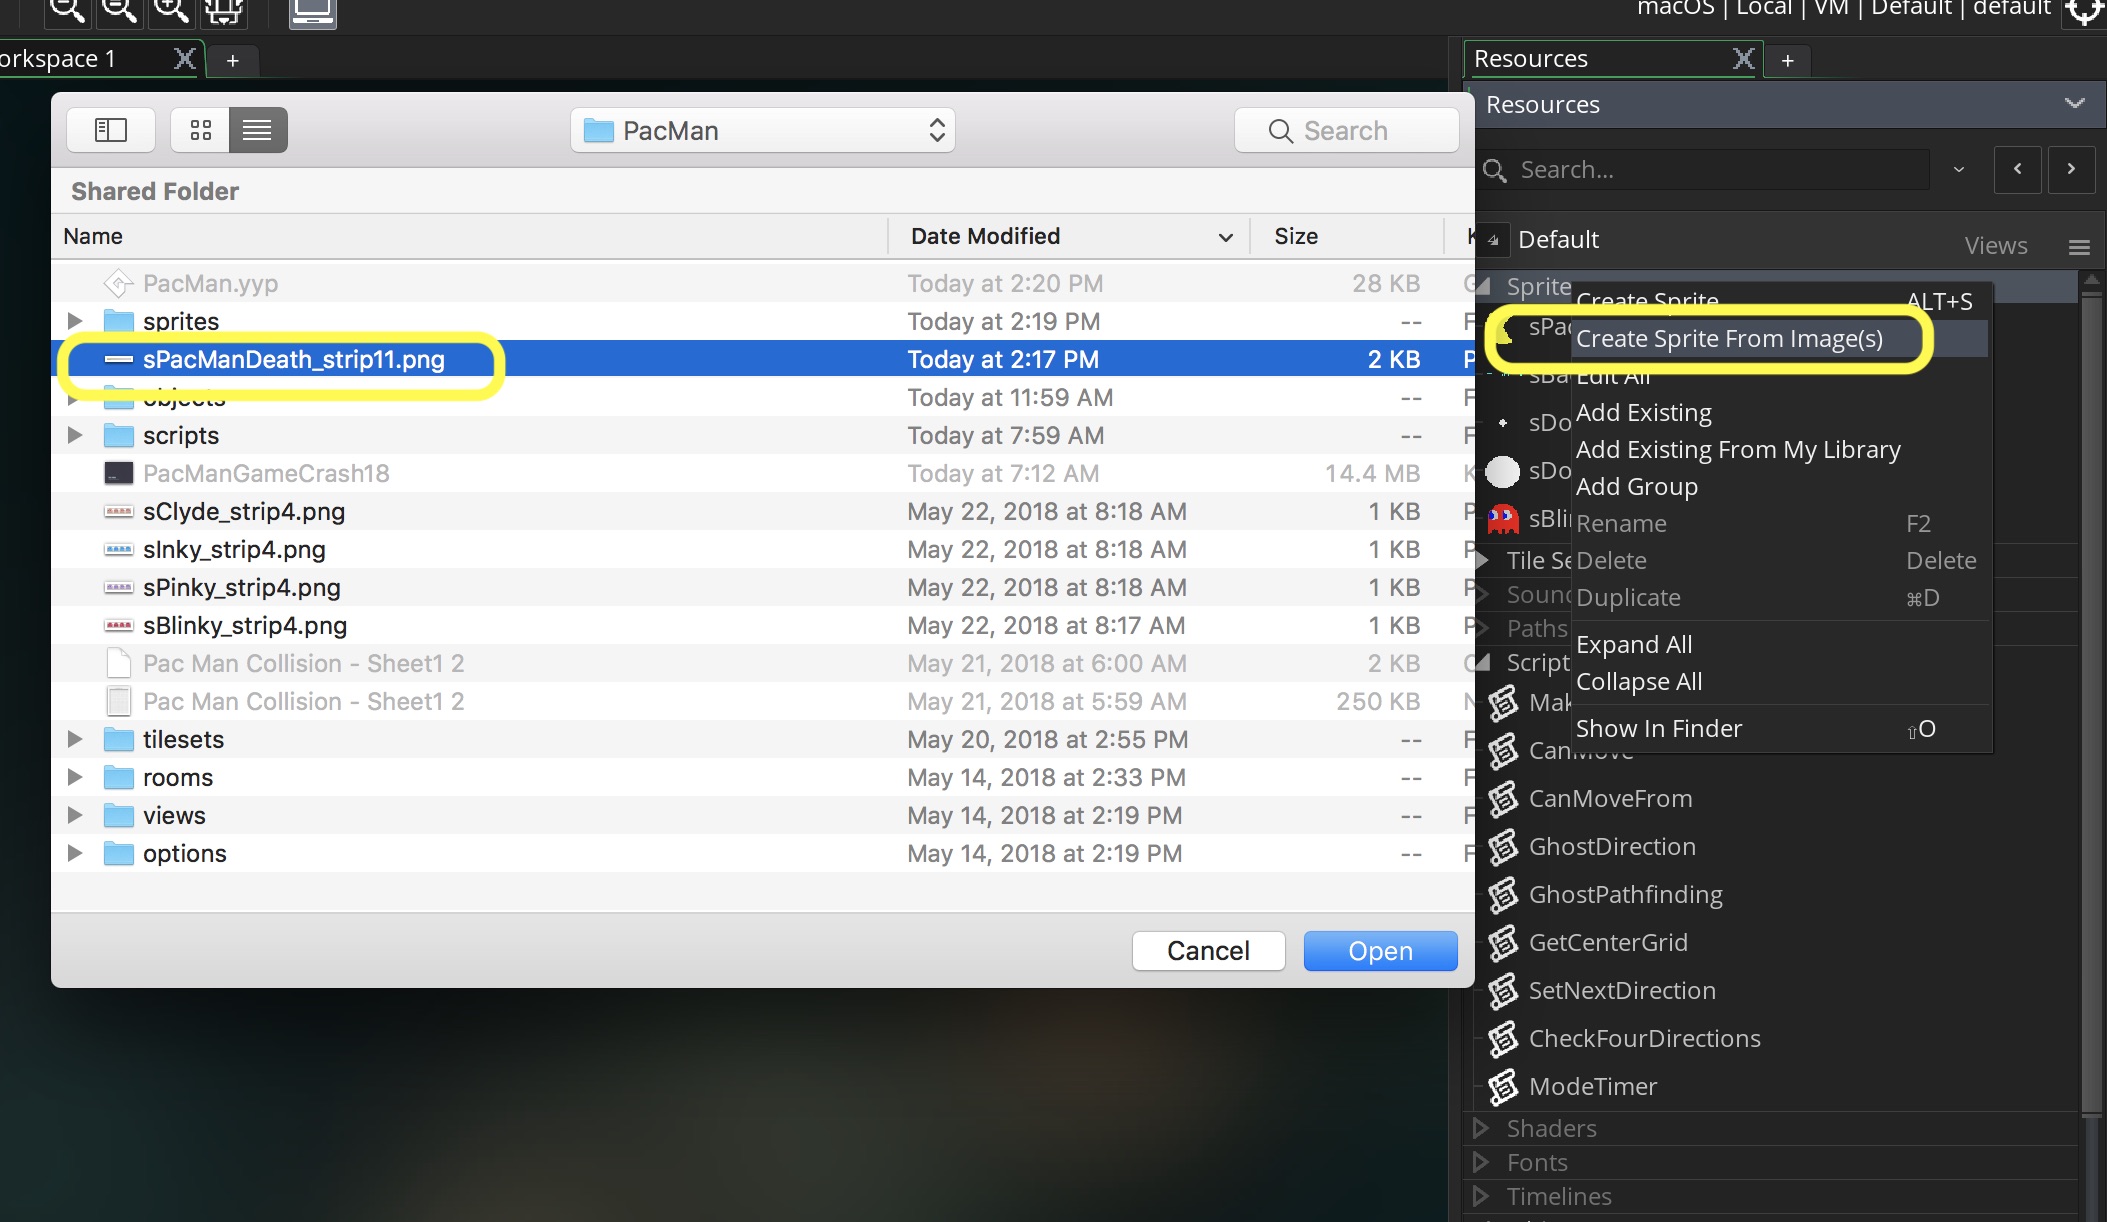 macOS | Local | VM | Default | default
orkspace 1
+
Resources
+
PacMan
Search
Resources
Shared Folder
Search...
Name Date Modified Size K
Default
Views
PacMan.yyp Today at 2:20 PM 28 KB
sprites Today at 2:19 PM -- F
sPacManDeath_strip11.png Today at 2:17 PM 2 KB P
objects Today at 11:59 AM -- F
scripts Today at 7:59 AM -- F
PacManGameCrash18 Today at 7:12 AM 14.4 MB K
sClyde_strip4.png May 22, 2018 at 8:18 AM 1 KB P
sInky_strip4.png May 22, 2018 at 8:18 AM 1 KB P
sPinky_strip4.png May 22, 2018 at 8:18 AM 1 KB P
sBlinky_strip4.png May 22, 2018 at 8:17 AM 1 KB P
Pac Man Collision - Sheet1 2 May 21, 2018 at 6:00 AM 2 KB
Pac Man Collision - Sheet1 2 May 21, 2018 at 5:59 AM 250 KB N
tilesets May 20, 2018 at 2:55 PM -- F
rooms May 14, 2018 at 2:33 PM -- F
views May 14, 2018 at 2:19 PM -- F
options May 14, 2018 at 2:19 PM -- F
Cancel
Open
Sprite
sPac
sBa
sDo
sDo
sBli
Tile Se
Soun
Paths
Script
Mak
CanMove
CanMoveFrom
GhostDirection
GhostPathfinding
GetCenterGrid
SetNextDirection
CheckFourDirections
ModeTimer
Shaders
Fonts
Timelines
Create Sprite ALT+S
Create Sprite From Image(s)
Edit All
Add Existing
Add Existing From My Library
Add Group
Rename F2
Delete Delete
Duplicate ⌘D
Expand All
Collapse All
Show In Finder ⇧O